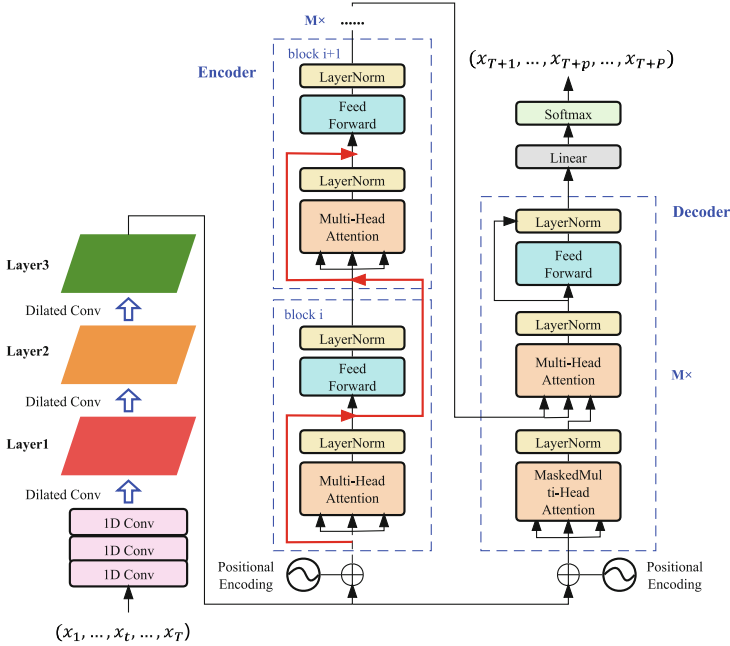 M× ......
Encoder
block i+1
LayerNorm
Feed
Forward
LayerNorm
Multi-Head
Attention
block i
LayerNorm
Feed
Forward
LayerNorm
Multi-Head
Attention
Positional
Encoding
Layer3
Dilated Conv
Layer2
Dilated Conv
Layer1
Dilated Conv
1D Conv
1D Conv
1D Conv
(x₁, ..., xₜ, ..., x_T)
(x_{T+1}, ..., x_{T+p}, ..., x_{T+P})
Softmax
Linear
Decoder
LayerNorm
Feed
Forward
LayerNorm
Multi-Head
Attention
M×
LayerNorm
MaskedMul
ti-Head
Attention
Positional
Encoding